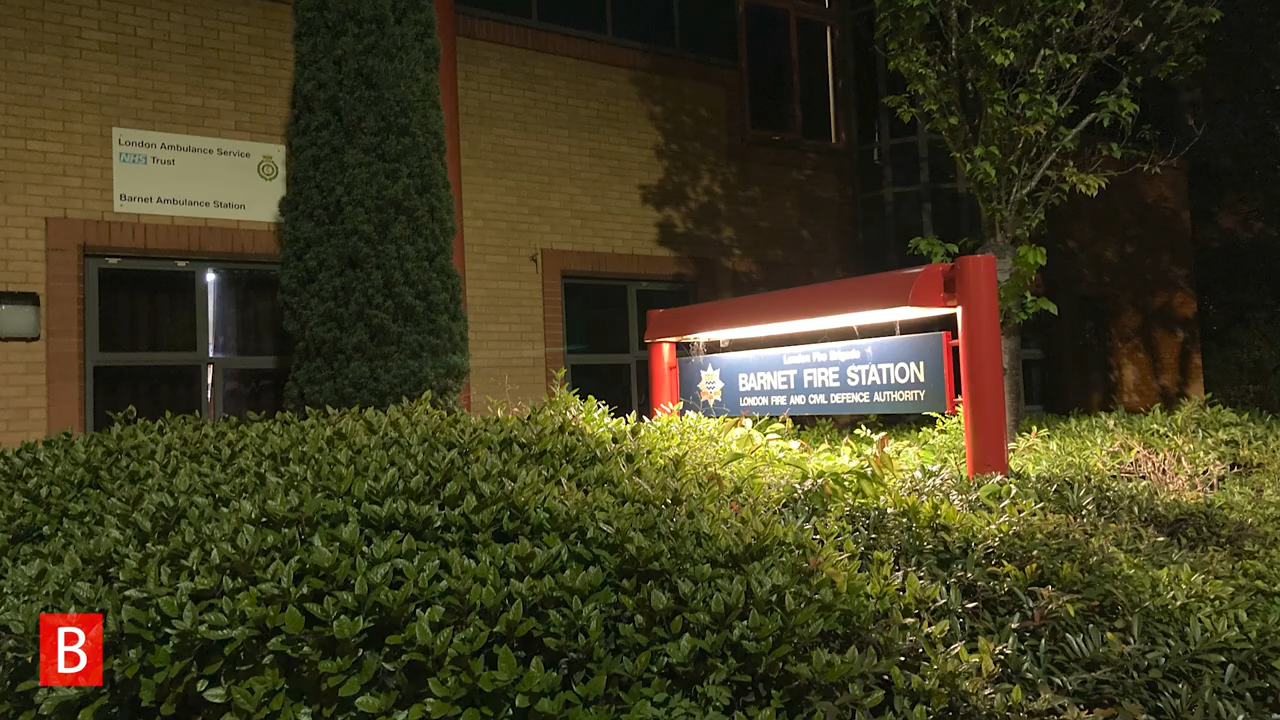 London Ambulance Service
NHS Trust
Barnet Ambulance Station
London Fire Brigade
BARNET FIRE STATION
LONDON FIRE AND CIVIL DEFENCE AUTHORITY
B